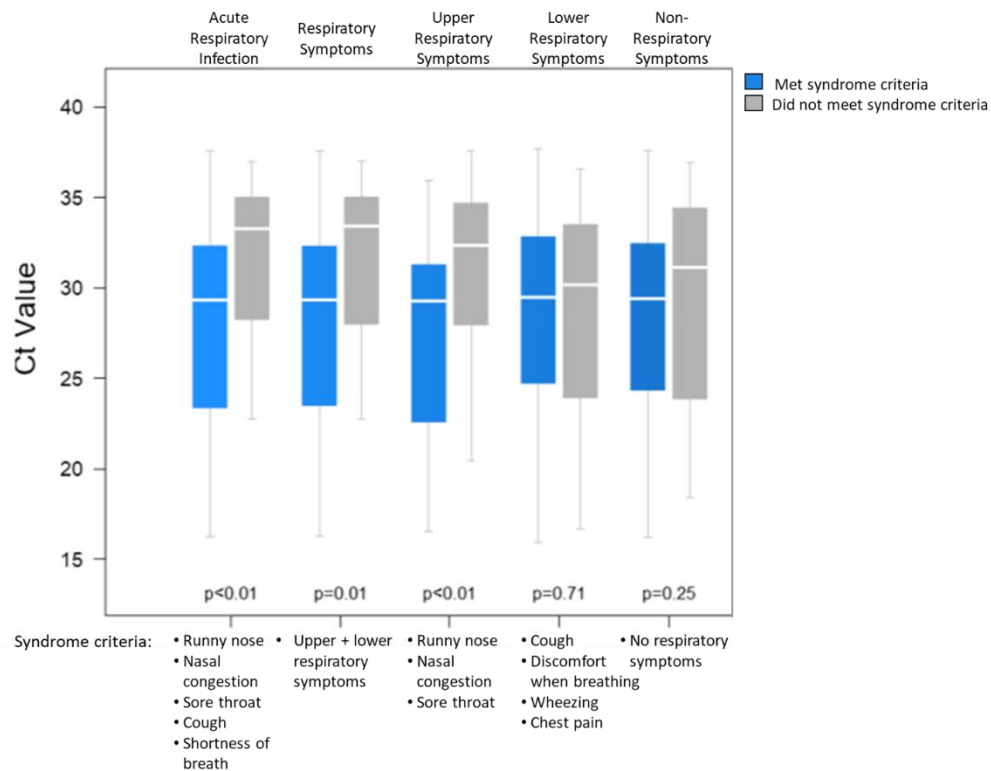 Acute
Respiratory
Infection
Respiratory
Symptoms
Upper
Respiratory
Symptoms
Lower
Respiratory
Symptoms
Non-
Respiratory
Symptoms
Met syndrome criteria
Did not meet syndrome criteria
Ct Value
40
35
30
25
20
15
p<0.01
p=0.01
p<0.01
p=0.71
p=0.25
Syndrome criteria:
• Runny nose
• Nasal
congestion
• Sore throat
• Cough
• Shortness of
breath
• Upper + lower
respiratory
symptoms
• Runny nose
• Nasal
congestion
• Sore throat
• Cough
• Discomfort
when breathing
• Wheezing
• Chest pain
• No respiratory
symptoms